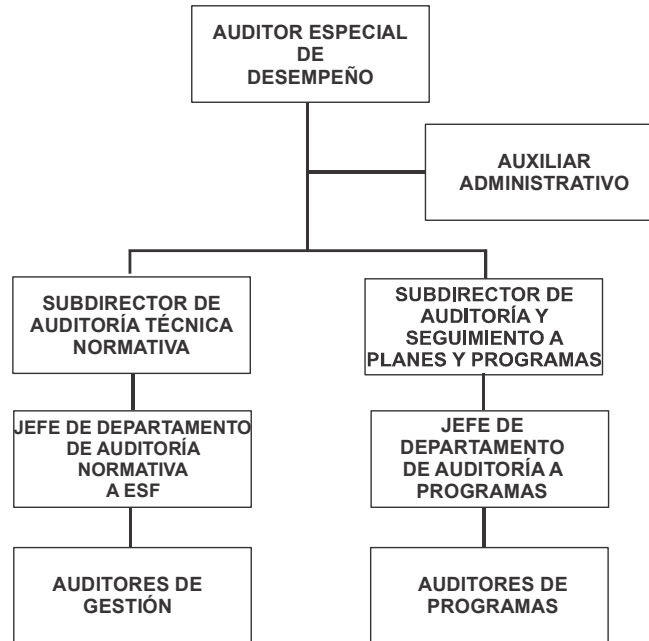 AUDITOR ESPECIAL
DE
DESEMPEÑO
AUXILIAR
ADMINISTRATIVO
SUBDIRECTOR DE
AUDITORÍA TÉCNICA
NORMATIVA
SUBDIRECTOR DE
AUDITORÍA Y
SEGUIMIENTO A
PLANES Y PROGRAMAS
JEFE DE DEPARTAMENTO
DE AUDITORÍA
NORMATIVA
A ESF
JEFE DE
DEPARTAMENTO
DE AUDITORÍA A
PROGRAMAS
AUDITORES DE
GESTIÓN
AUDITORES DE
PROGRAMAS